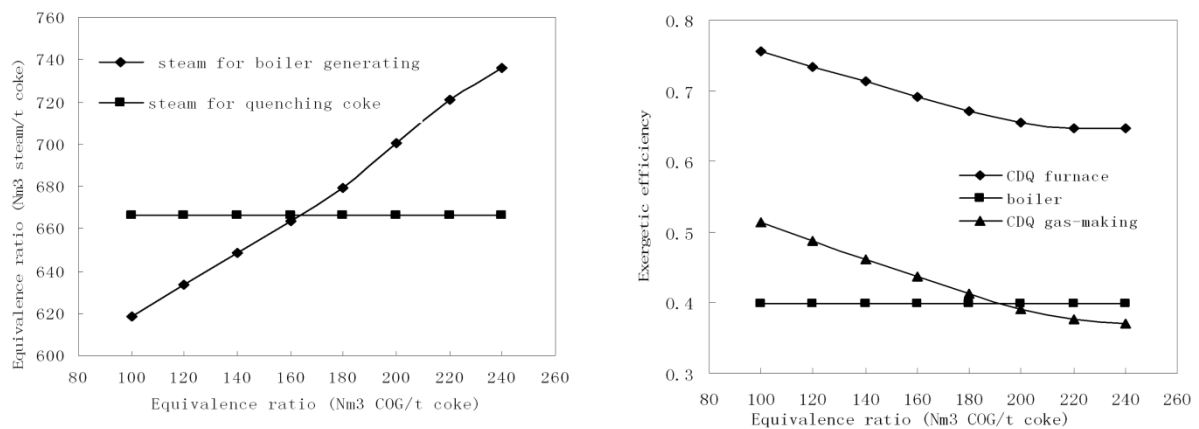 Equivalence ratio (Nm3 steam/t coke)
760
740
720
700
680
660
640
620
600
steam for boiler generating
steam for quenching coke
80 100 120 140 160 180 200 220 240 260
Equivalence ratio (Nm3 COG/t coke)
Exergetic efficiency
0.8
0.7
0.6
0.5
0.4
0.3
CDQ furnace
boiler
CDQ gas-making
80 100 120 140 160 180 200 220 240 260
Equivalence ratio (Nm3 COG/t coke)